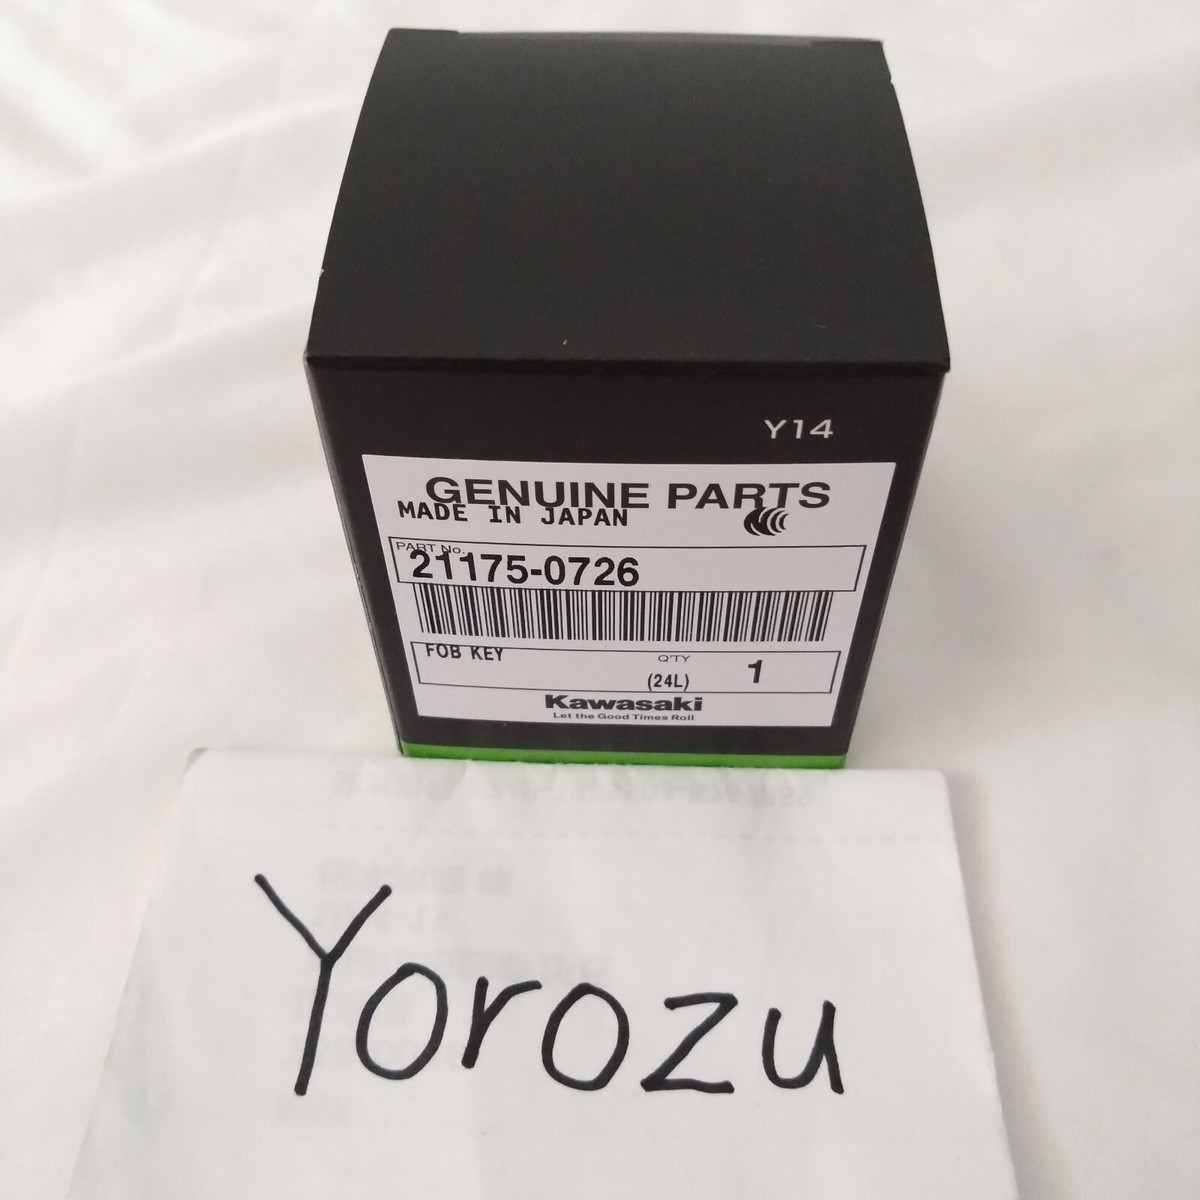 Y14
GENUINE PARTS
MADE IN JAPAN
PART No.
21175-0726
FOB KEY
Q'TY
(24L)
1
Kawasaki
Let the Good Times Roll
Yorozu